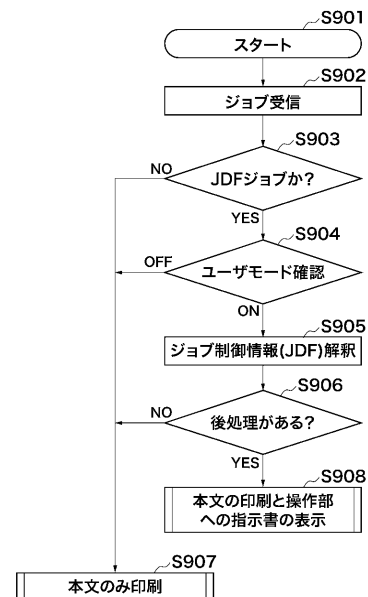 S901
スタート
S902
ジョブ受信
S903
JDFジョブか？
NO
YES
S904
ユーザモード確認
OFF
ON
S905
ジョブ制御情報(JDF)解釈
S906
後処理がある？
NO
YES
S908
本文の印刷と操作部
への指示書の表示
S907
本文のみ印刷